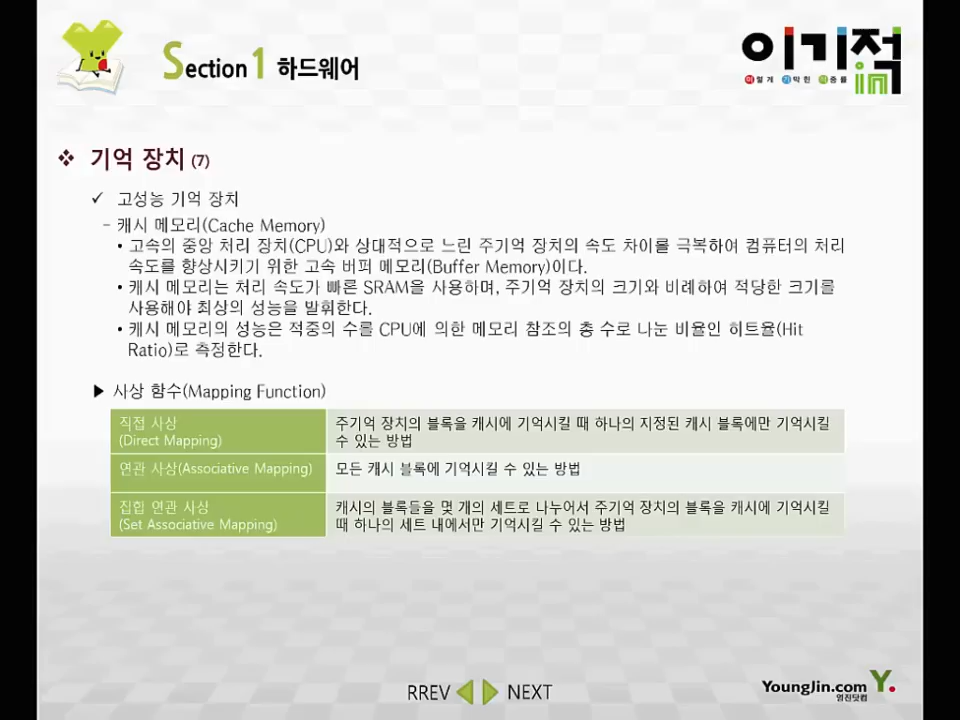 Section 1 하드웨어
이기적in
이렇게 기막힌 적중률
❖ 기억 장치 (7)
✓ 고성능 기억 장치
– 캐시 메모리(Cache Memory)
• 고속의 중앙 처리 장치(CPU)와 상대적으로 느린 주기억 장치의 속도 차이를 극복하여 컴퓨터의 처리
속도를 향상시키기 위한 고속 버퍼 메모리(Buffer Memory)이다.
• 캐시 메모리는 처리 속도가 빠른 SRAM을 사용하며, 주기억 장치의 크기와 비례하여 적당한 크기를
사용해야 최상의 성능을 발휘한다.
• 캐시 메모리의 성능은 적중의 수를 CPU에 의한 메모리 참조의 총 수로 나눈 비율인 히트율(Hit
Ratio)로 측정한다.
▶ 사상 함수(Mapping Function)
직접 사상
(Direct Mapping)
주기억 장치의 블록을 캐시에 기억시킬 때 하나의 지정된 캐시 블록에만 기억시킬
수 있는 방법
연관 사상(Associative Mapping)
모든 캐시 블록에 기억시킬 수 있는 방법
집합 연관 사상
(Set Associative Mapping)
캐시의 블록들을 몇 개의 세트로 나누어서 주기억 장치의 블록을 캐시에 기억시킬
때 하나의 세트 내에서만 기억시킬 수 있는 방법
RREV NEXT
YoungJin.com Y.
영진닷컴